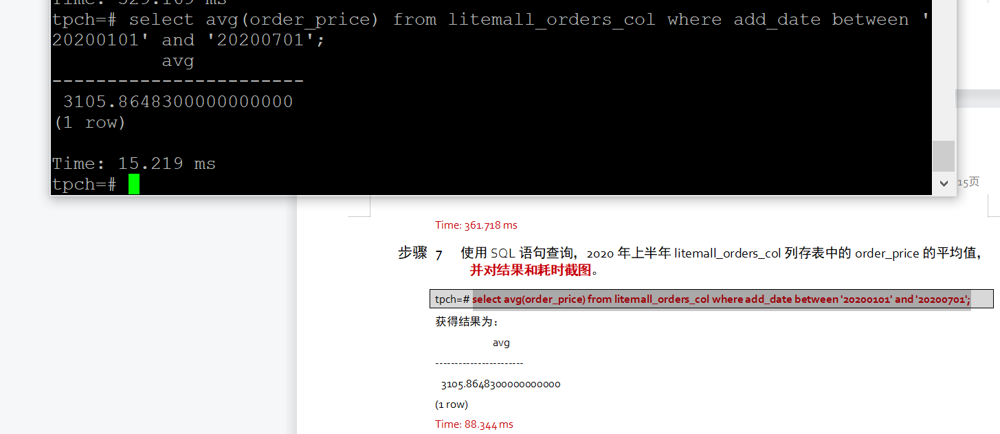 Time: 329.169 ms
tpch=# select avg(order_price) from litemall_orders_col where add_date between '
20200101' and '20200701';
avg
-----------------------
3105.8648300000000000
(1 row)
Time: 15.219 ms
tpch=#
15页
Time: 361.718 ms
步骤 7 使用 SQL 语句查询，2020 年上半年 litemall_orders_col 列存表中的 order_price 的平均值，
并对结果和耗时截图。
tpch=# select avg(order_price) from litemall_orders_col where add_date between '20200101' and '20200701';
获得结果为：
avg
-----------------------
3105.8648300000000000
(1 row)
Time: 88.344 ms